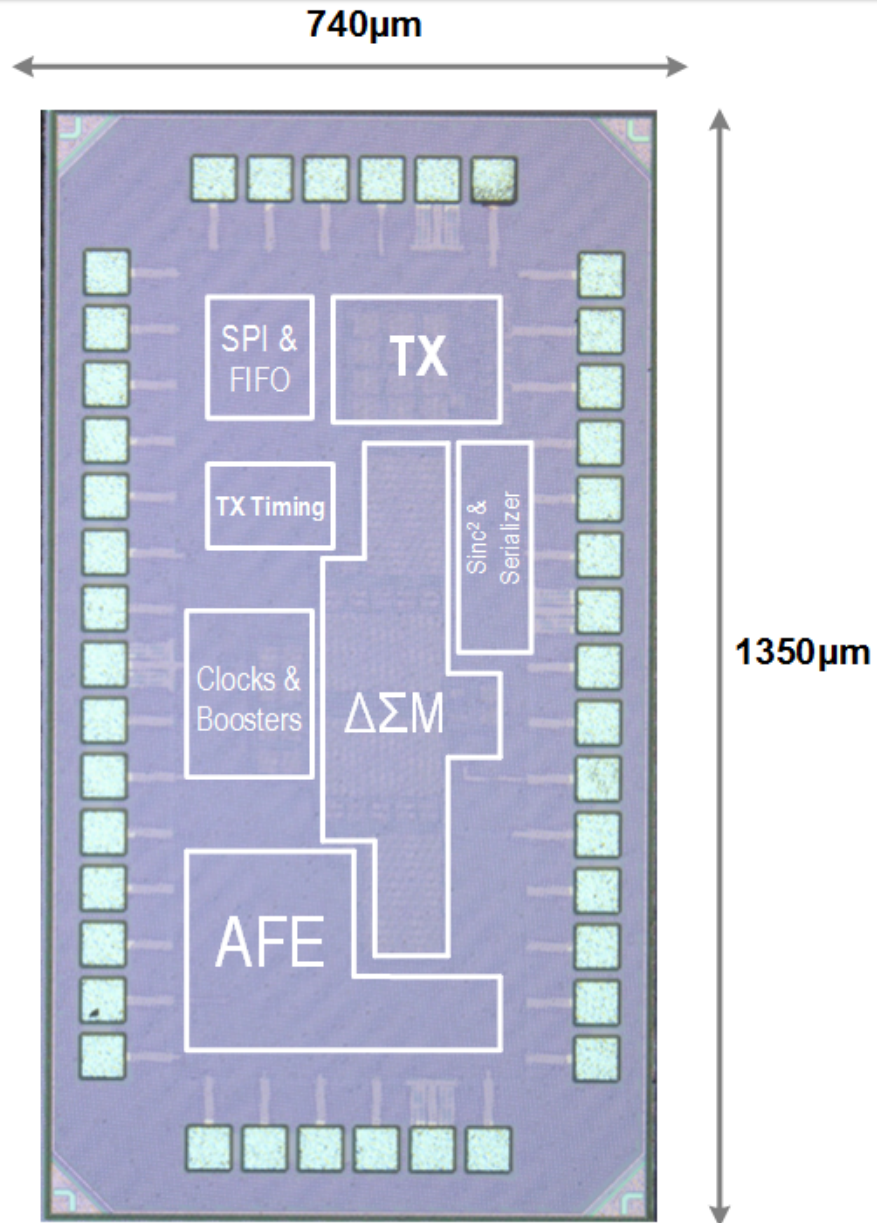 740µm
SPI &
FIFO
TX
TX Timing
Sinc² &
Serializer
1350µm
Clocks &
Boosters
ΔΣM
AFE